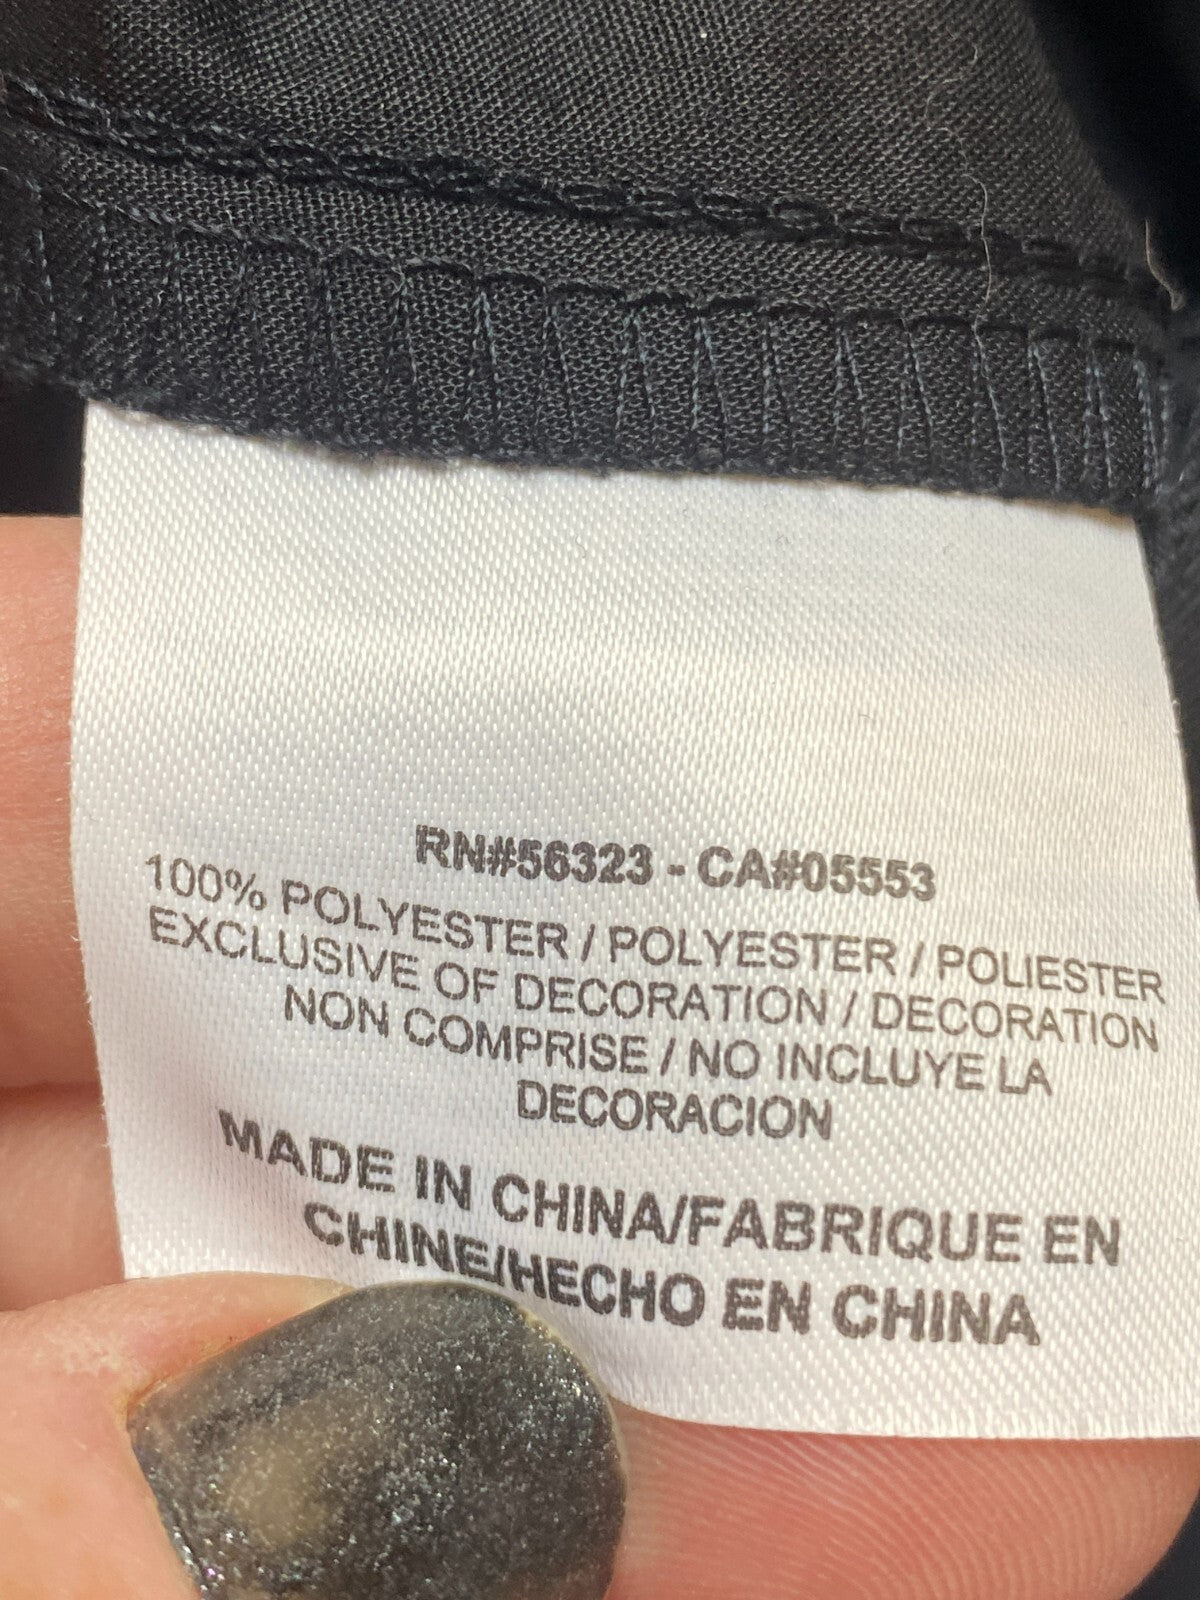 RN#56323 - CA#05553
100% POLYESTER / POLYESTER / POLIESTER
EXCLUSIVE OF DECORATION / DECORATION
NON COMPRISE / NO INCLUYE LA
DECORACION
MADE IN CHINA/FABRIQUE EN
CHINE/HECHO EN CHINA